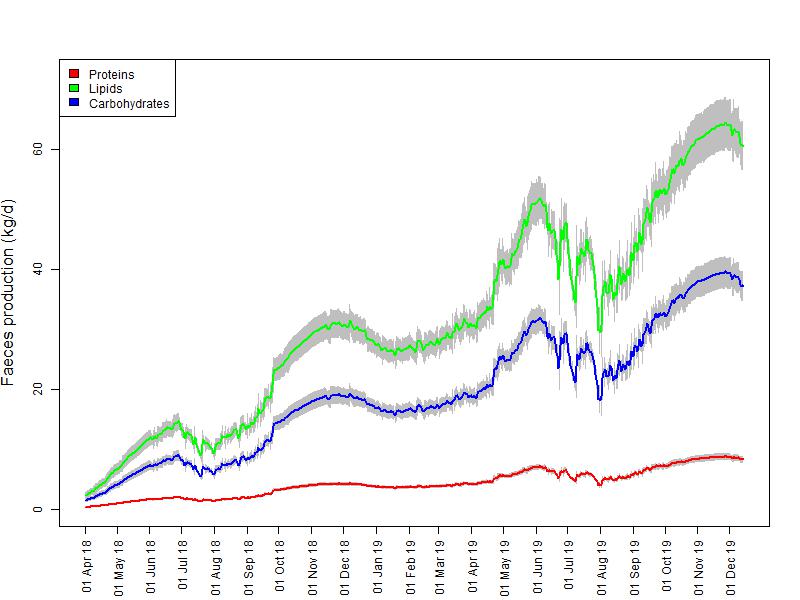 Proteins
Lipids
Carbohydrates
Faeces production (kg/d)
60
40
20
0
01 Apr 18
01 May 18
01 Jun 18
01 Jul 18
01 Aug 18
01 Sep 18
01 Oct 18
01 Nov 18
01 Dec 18
01 Jan 19
01 Feb 19
01 Mar 19
01 Apr 19
01 May 19
01 Jun 19
01 Jul 19
01 Aug 19
01 Sep 19
01 Oct 19
01 Nov 19
01 Dec 19